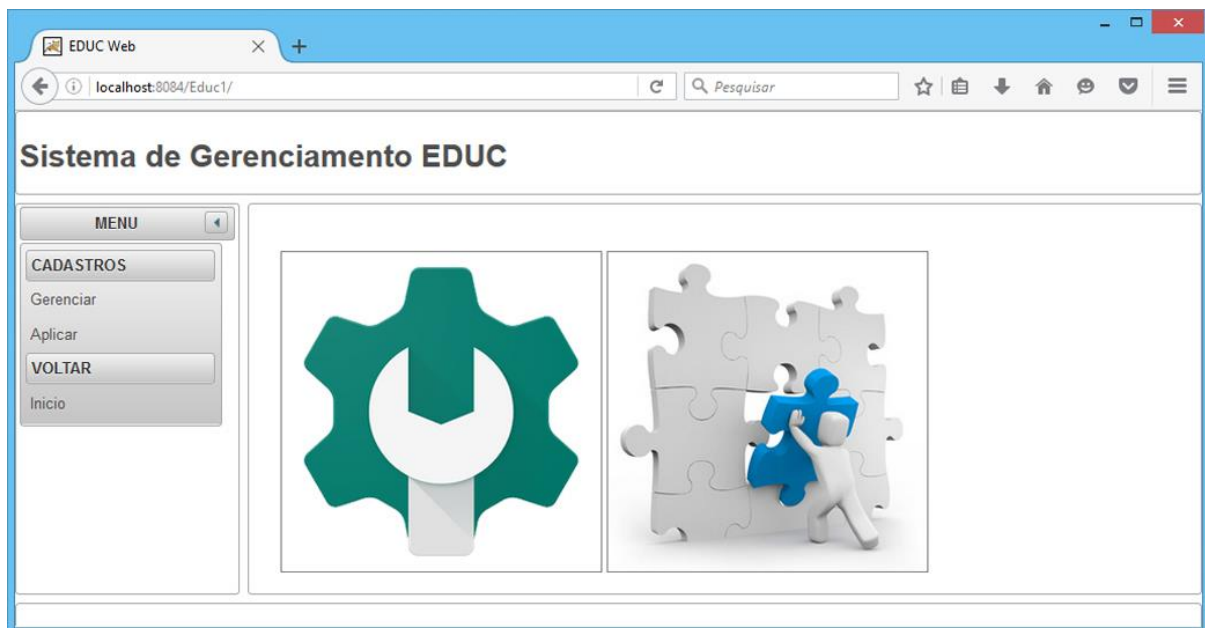 EDUC Web
localhost:8084/Educ1/
Pesquisar
Sistema de Gerenciamento EDUC
MENU
CADASTROS
Gerenciar
Aplicar
VOLTAR
Inicio